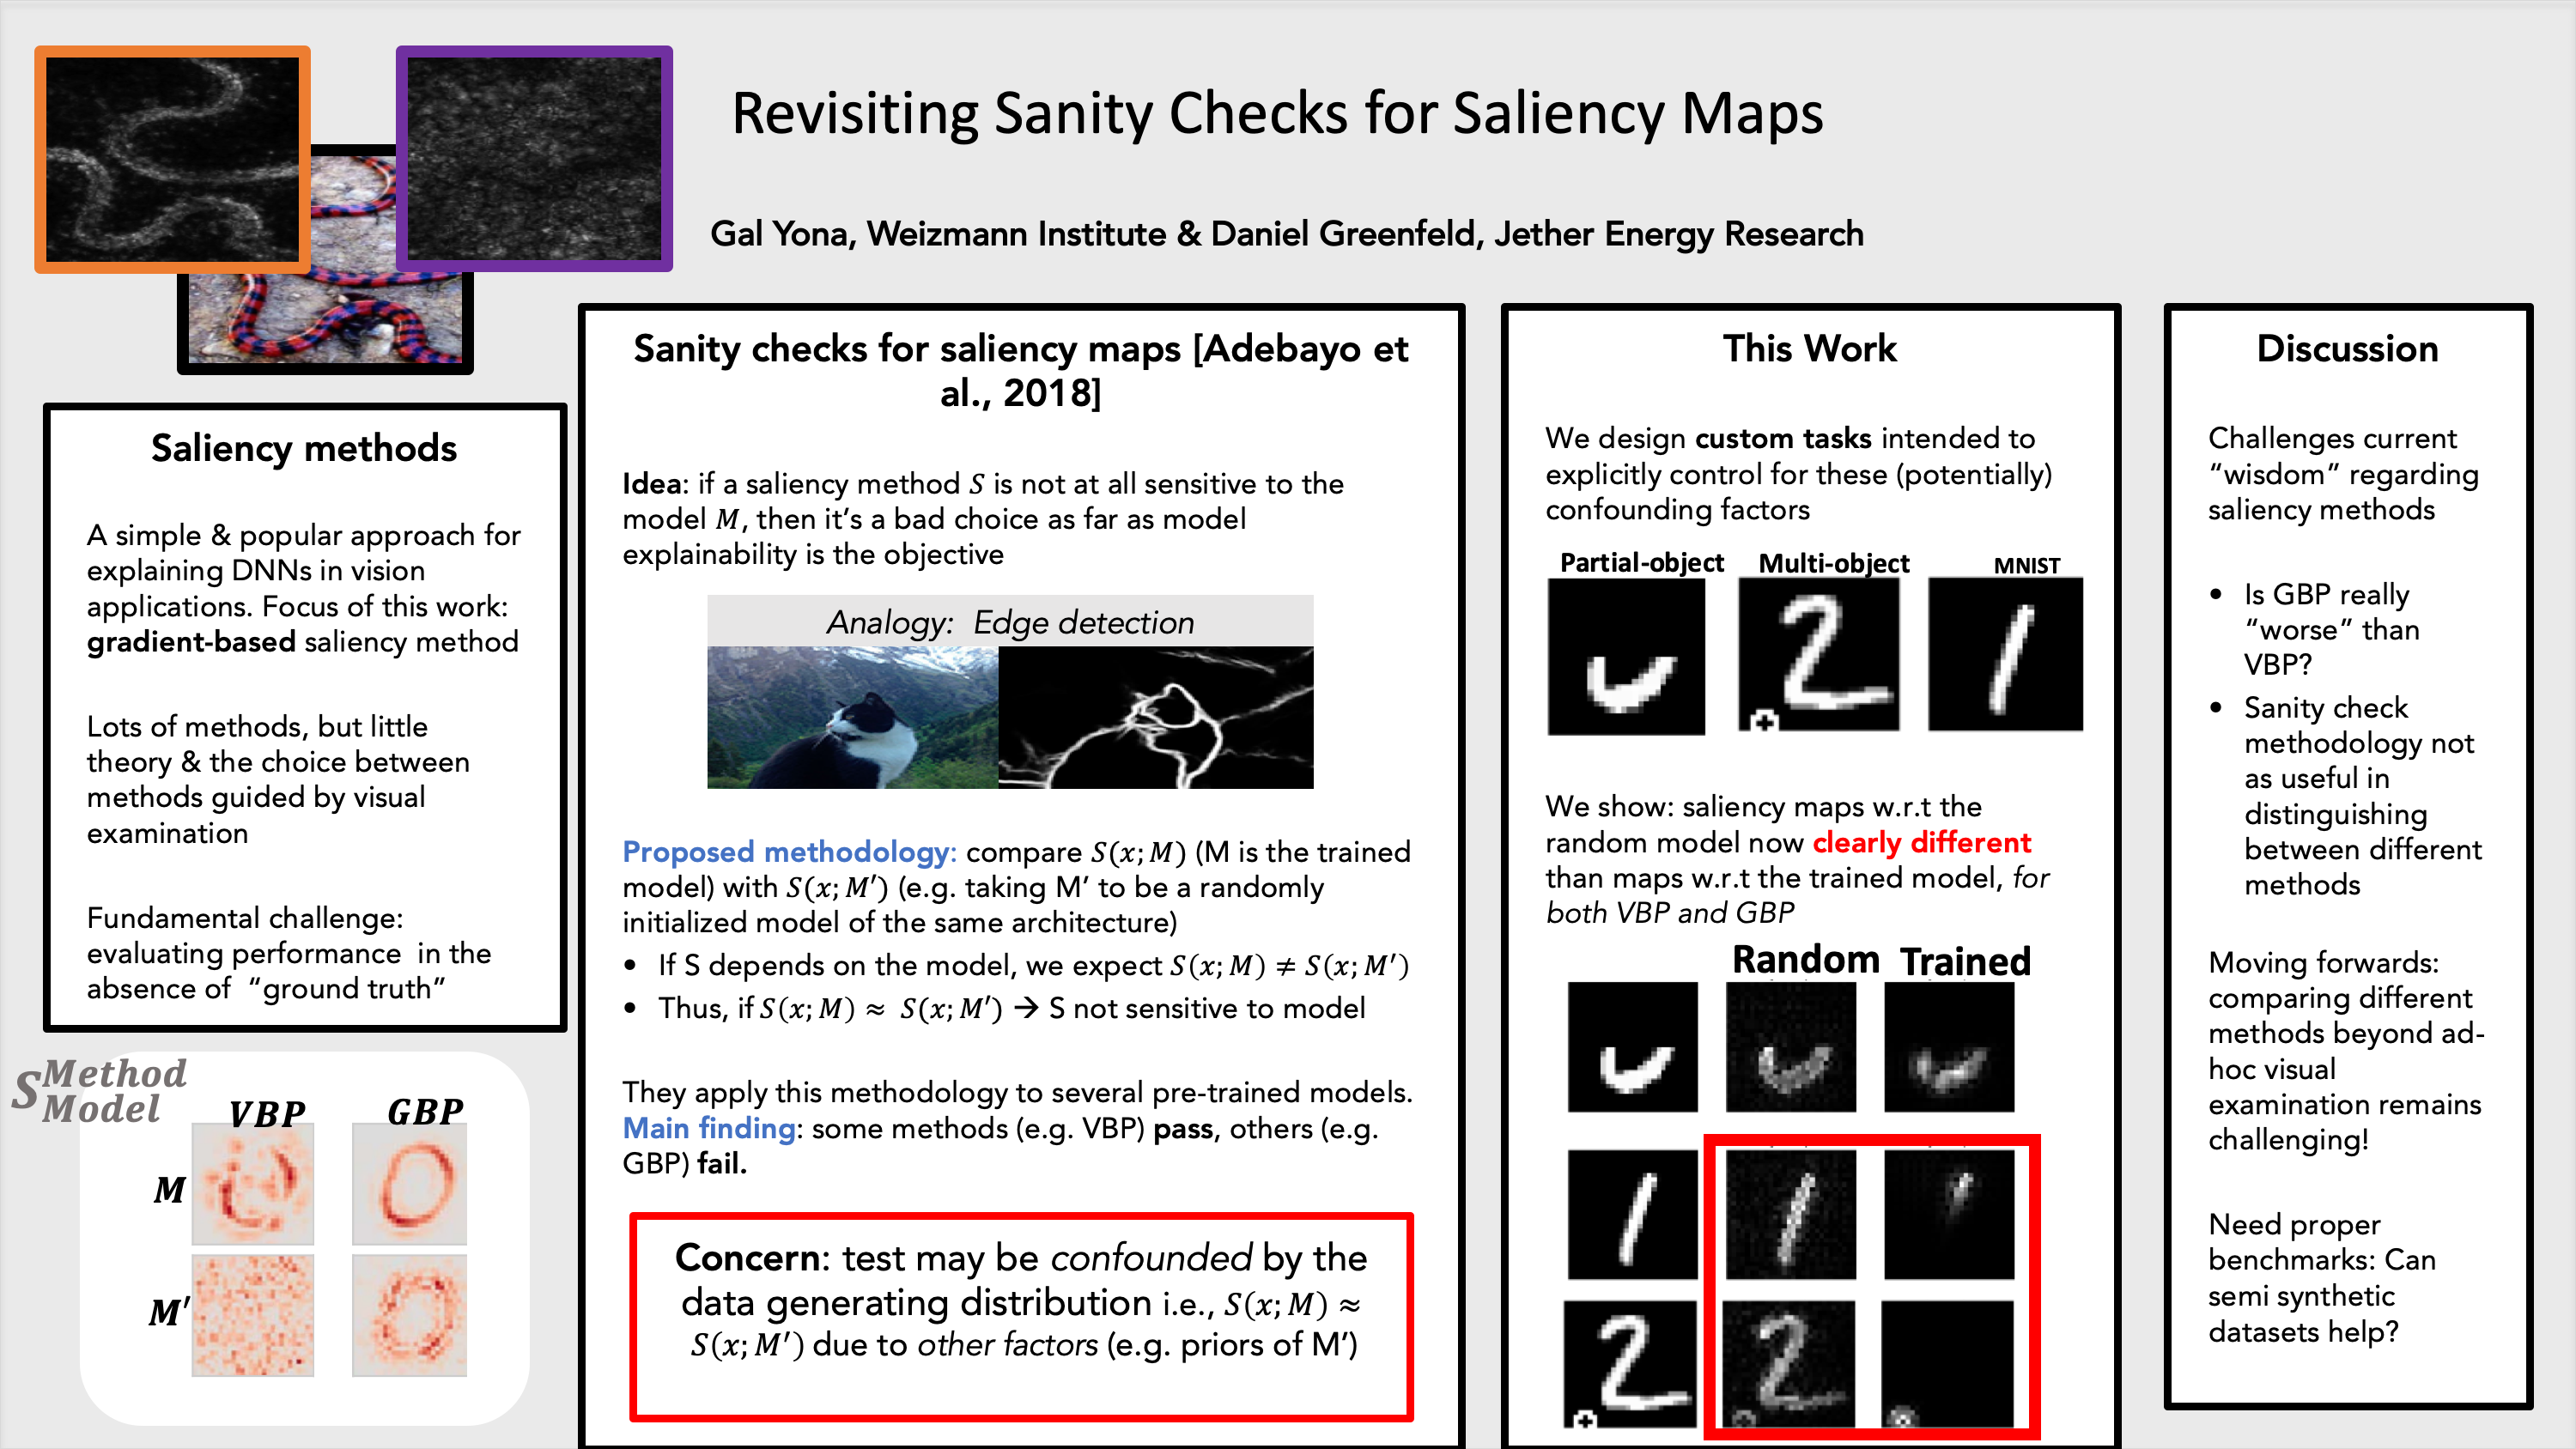 Revisiting Sanity Checks for Saliency Maps
Gal Yona, Weizmann Institute & Daniel Greenfeld, Jether Energy Research
Saliency methods
A simple & popular approach for
explaining DNNs in vision
applications. Focus of this work:
gradient-based saliency method
Lots of methods, but little
theory & the choice between
methods guided by visual
examination
Fundamental challenge:
evaluating performance in the
absence of “ground truth”
S Method Model
VBP GBP
M
M′
Sanity checks for saliency maps [Adebayo et
al., 2018]
Idea: if a saliency method S is not at all sensitive to the
model M, then it’s a bad choice as far as model
explainability is the objective
Analogy: Edge detection
Proposed methodology: compare S(x; M) (M is the trained
model) with S(x; M′) (e.g. taking M’ to be a randomly
initialized model of the same architecture)
• If S depends on the model, we expect S(x; M) ≠ S(x; M′)
• Thus, if S(x; M) ≈ S(x; M′) → S not sensitive to model
They apply this methodology to several pre-trained models.
Main finding: some methods (e.g. VBP) pass, others (e.g.
GBP) fail.
Concern: test may be confounded by the
data generating distribution i.e., S(x; M) ≈
S(x; M′) due to other factors (e.g. priors of M’)
This Work
We design custom tasks intended to
explicitly control for these (potentially)
confounding factors
Partial-object Multi-object MNIST
2 1
We show: saliency maps w.r.t the
random model now clearly different
than maps w.r.t the trained model, for
both VBP and GBP
Random Trained
1 1
2 2
Discussion
Challenges current
“wisdom” regarding
saliency methods
• Is GBP really
“worse” than
VBP?
• Sanity check
methodology not
as useful in
distinguishing
between different
methods
Moving forwards:
comparing different
methods beyond ad-
hoc visual
examination remains
challenging!
Need proper
benchmarks: Can
semi synthetic
datasets help?